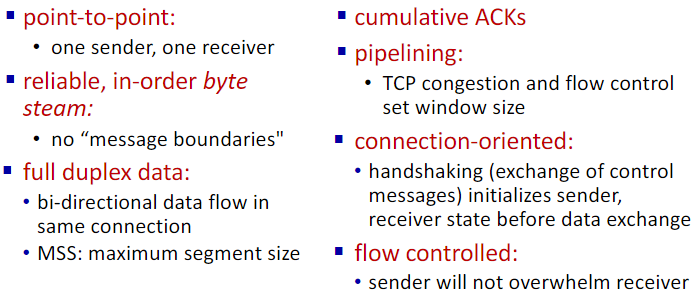 point-to-point:
one sender, one receiver
reliable, in-order byte
steam:
no “message boundaries"
full duplex data:
bi-directional data flow in
same connection
MSS: maximum segment size
cumulative ACKs
pipelining:
TCP congestion and flow control
set window size
connection-oriented:
handshaking (exchange of control
messages) initializes sender,
receiver state before data exchange
flow controlled:
sender will not overwhelm receiver